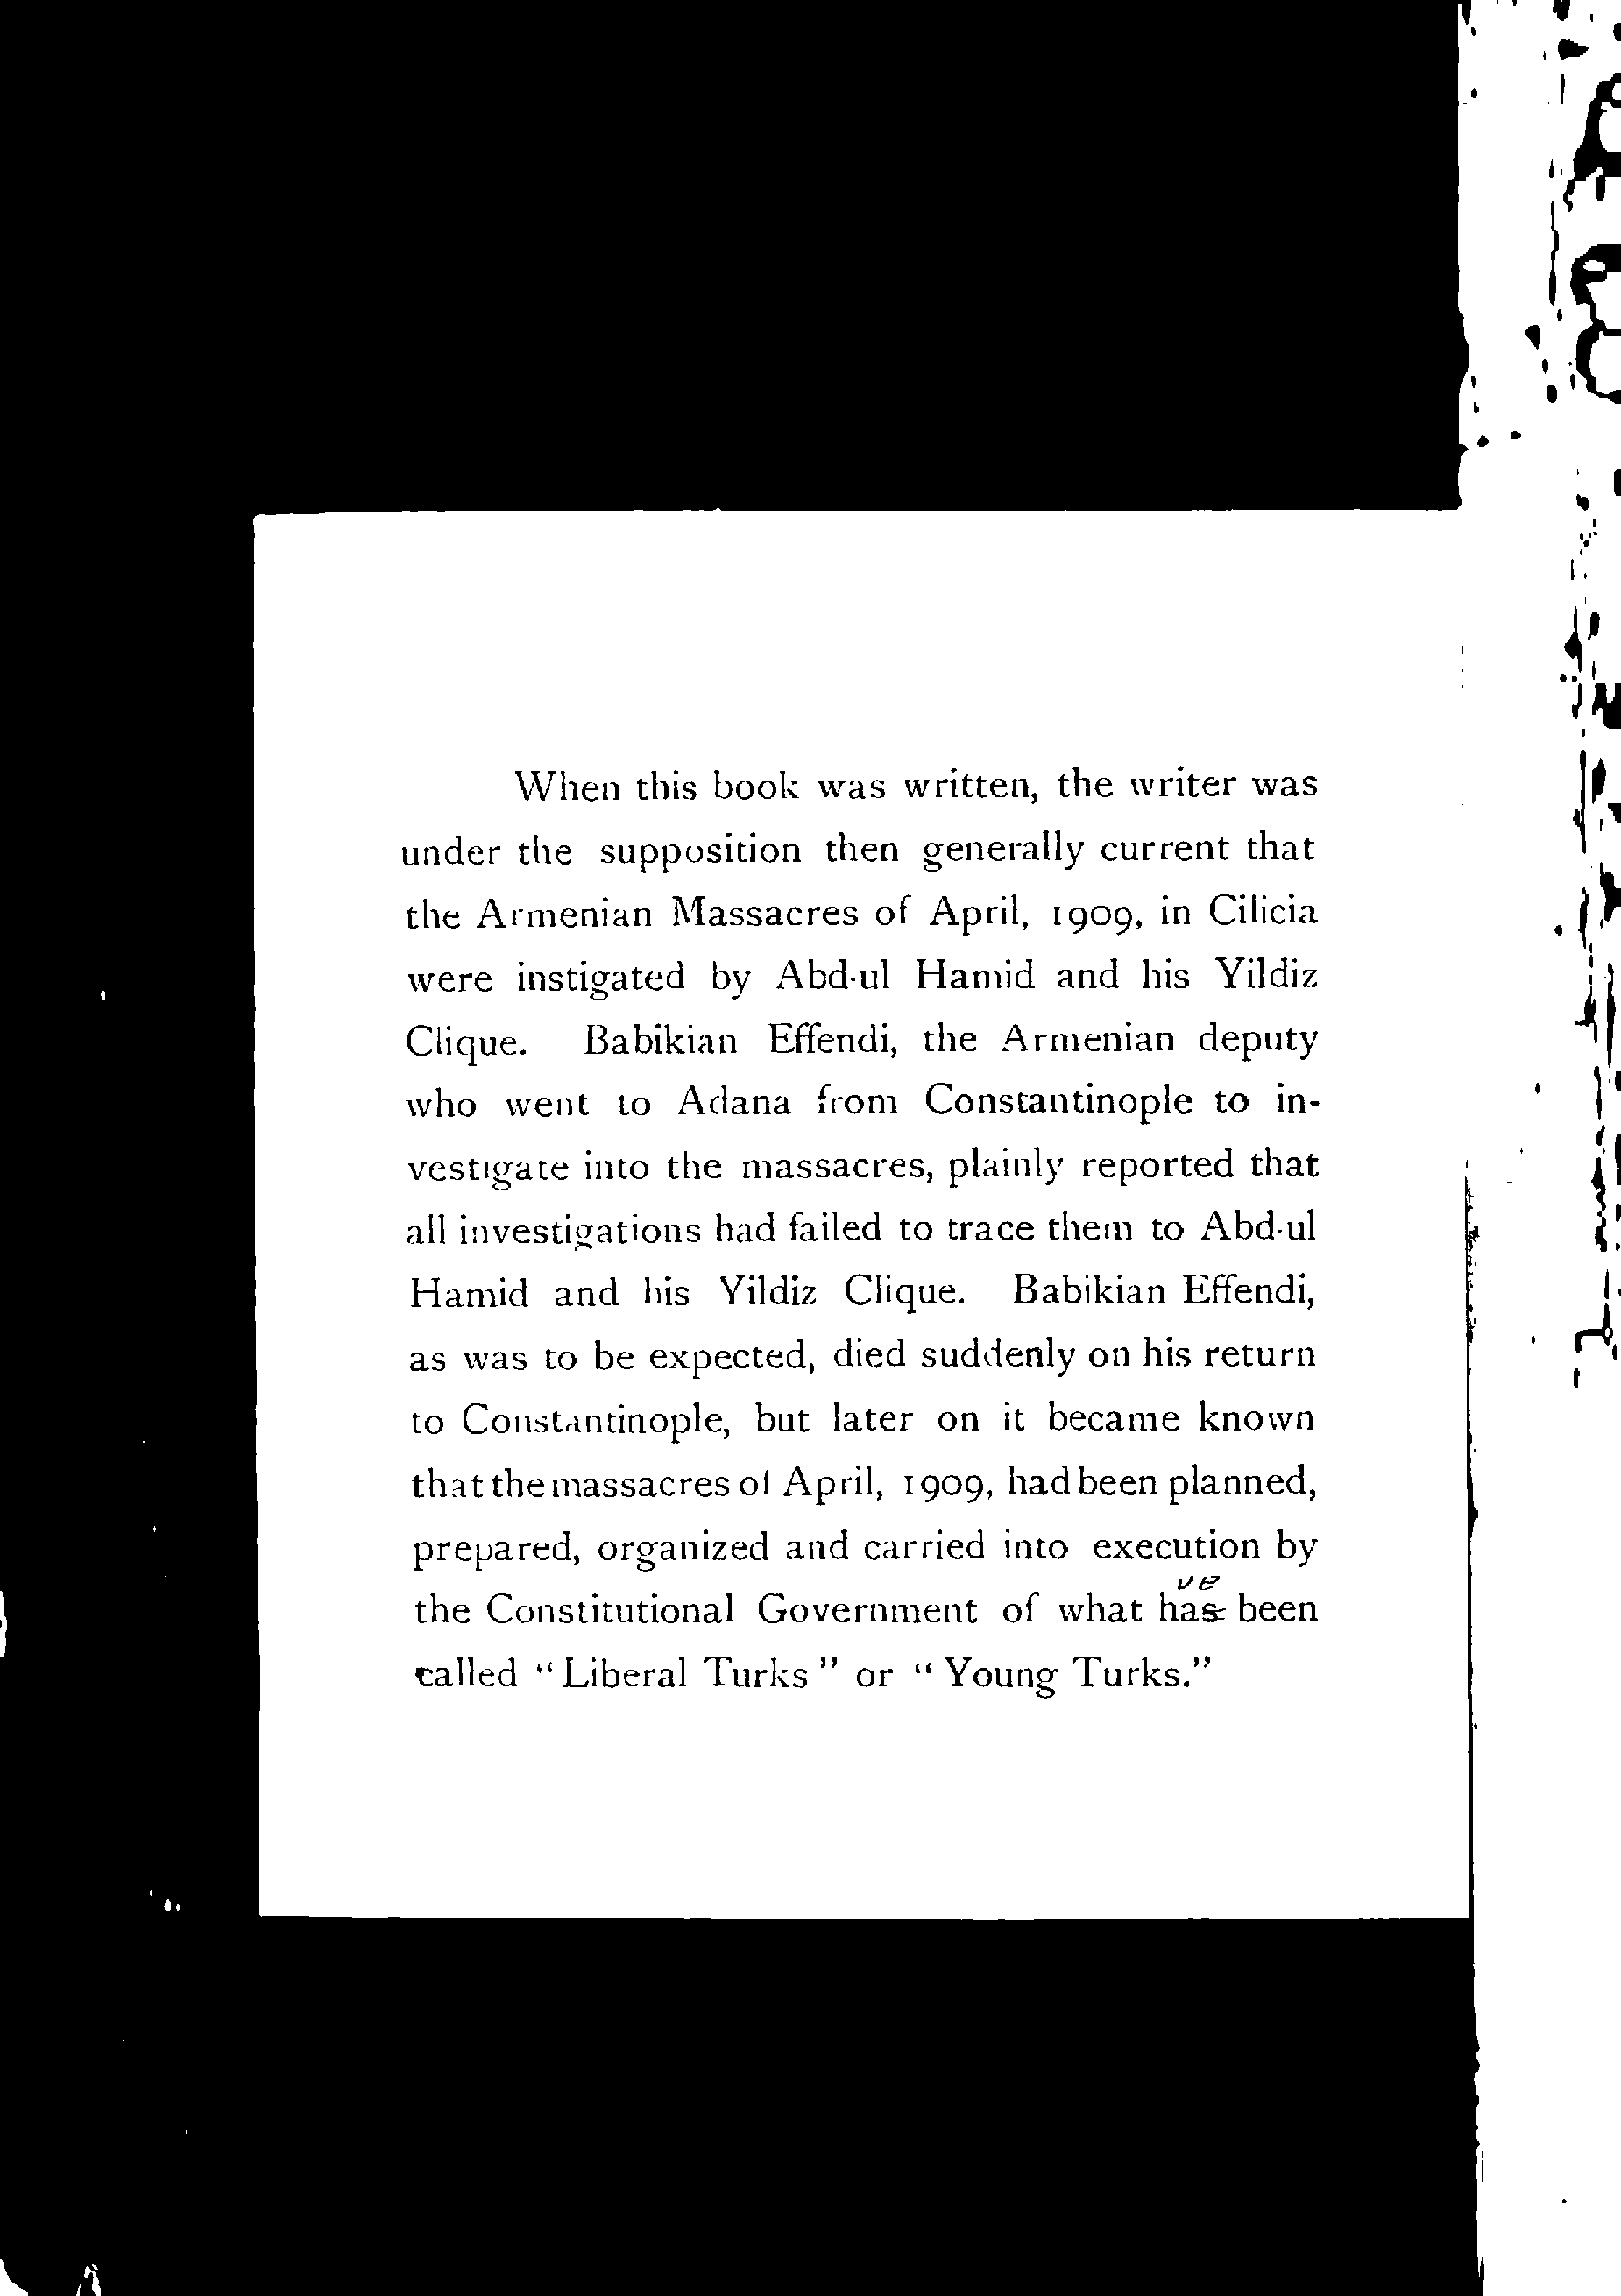 When this book was written, the writer was
under the supposition then generally current that
the Armenian Massacres of April, 1909, in Cilicia
were instigated by Abd-ul Hamid and his Yildiz
Clique. Babikian Effendi, the Armenian deputy
who went to Adana from Constantinople to in-
vestigate into the massacres, plainly reported that
all investigations had failed to trace them to Abd-ul
Hamid and his Yildiz Clique. Babikian Effendi,
as was to be expected, died suddenly on his return
to Constantinople, but later on it became known
that the massacres of April, 1909, had been planned,
prepared, organized and carried into execution by
ve
the Constitutional Government of what has been
called "Liberal Turks" or "Young Turks."